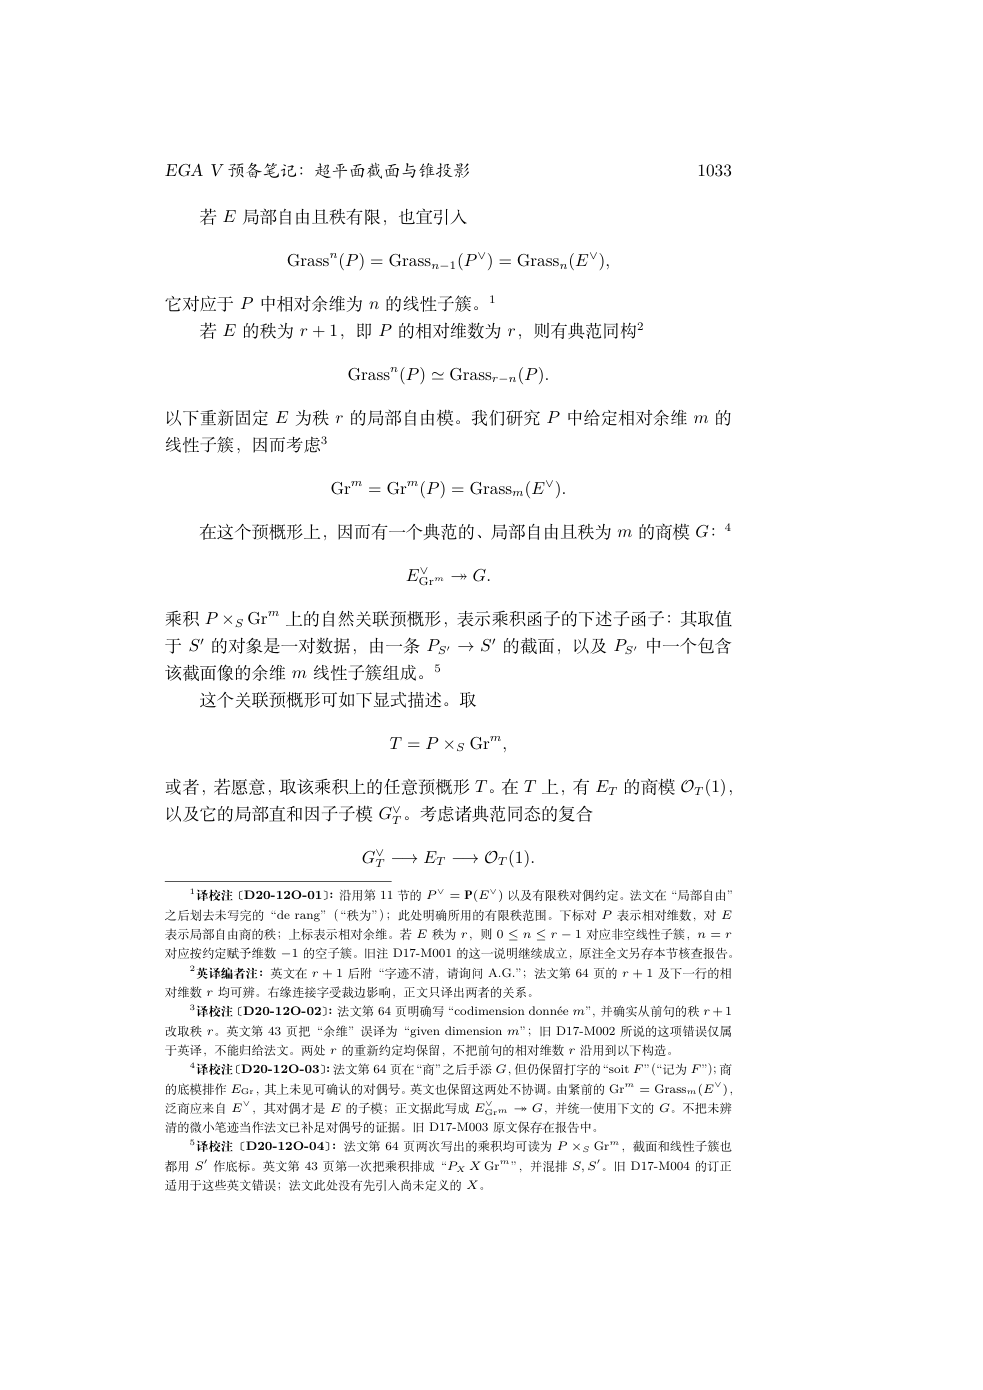 EGA V 预备笔记：超平面截面与锥投影 1033
若 E 局部自由且秩有限，也宜引入
Grassⁿ(P) = Grassₙ₋₁(P^∨) = Grassₙ(E^∨),
它对应于 P 中相对余维为 n 的线性子簇。¹
若 E 的秩为 r + 1，即 P 的相对维数为 r，则有典范同构²
Grassⁿ(P) ≃ Grass_{r−n}(P).
以下重新固定 E 为秩 r 的局部自由模。我们研究 P 中给定相对余维 m 的
线性子簇，因而考虑³
Gr^m = Gr^m(P) = Grass_m(E^∨).
在这个预概形上，因而有一个典范的、局部自由且秩为 m 的商模 G：⁴
E^∨_{Gr^m} ↠ G.
乘积 P ×_S Gr^m 上的自然关联预概形，表示乘积函子的下述子函子：其取值
于 S′ 的对象是一对数据，由一条 P_{S′} → S′ 的截面，以及 P_{S′} 中一个包含
该截面像的余维 m 线性子簇组成。⁵
这个关联预概形可如下显式描述。取
T = P ×_S Gr^m,
或者，若愿意，取该乘积上的任意预概形 T。在 T 上，有 E_T 的商模 𝒪_T(1)，
以及它的局部直和因子子模 G^∨_T。考虑诸典范同态的复合
G^∨_T ⟶ E_T ⟶ 𝒪_T(1).
¹译校注〔D20-12O-01〕：沿用第 11 节的 P^∨ = P(E^∨) 以及有限秩对偶约定。法文在 “局部自由”
之后划去未写完的 “de rang”（“秩为”）；此处明确所用的有限秩范围。下标对 P 表示相对维数，对 E
表示局部自由商的秩；上标表示相对余维。若 E 秩为 r，则 0 ≤ n ≤ r − 1 对应非空线性子簇，n = r
对应按约定赋予维数 −1 的空子簇。旧注 D17-M001 的这一说明继续成立，原注全文另存本节核查报告。
²英译编者注：英文在 r + 1 后附 “字迹不清，请询问 A.G.”；法文第 64 页的 r + 1 及下一行的相
对维数 r 均可辨。右缘连接字受裁边影响，正文只译出两者的关系。
³译校注〔D20-12O-02〕：法文第 64 页明确写 “codimension donnée m”，并确实从前句的秩 r + 1
改取秩 r。英文第 43 页把 “余维” 误译为 “given dimension m”；旧 D17-M002 所说的这项错误仅属
于英译，不能归给法文。两处 r 的重新约定均保留，不把前句的相对维数 r 沿用到以下构造。
⁴译校注〔D20-12O-03〕：法文第 64 页在“商”之后手添 G，但仍保留打字的“soit F”（“记为 F”）；商
的底模排作 E_{Gr}，其上未见可确认的对偶号。英文也保留这两处不协调。由紧前的 Gr^m = Grass_m(E^∨)，
泛商应来自 E^∨，其对偶才是 E 的子模；正文据此写成 E^∨_{Gr^m} ↠ G，并统一使用下文的 G。不把未辨
清的微小笔迹当作法文已补足对偶号的证据。旧 D17-M003 原文保存在报告中。
⁵译校注〔D20-12O-04〕：法文第 64 页两次写出的乘积均可读为 P ×_S Gr^m，截面和线性子簇也
都用 S′ 作底标。英文第 43 页第一次把乘积排成 “P_X X Gr^m”，并混排 S, S′。旧 D17-M004 的订正
适用于这些英文错误；法文此处没有先引入尚未定义的 X。